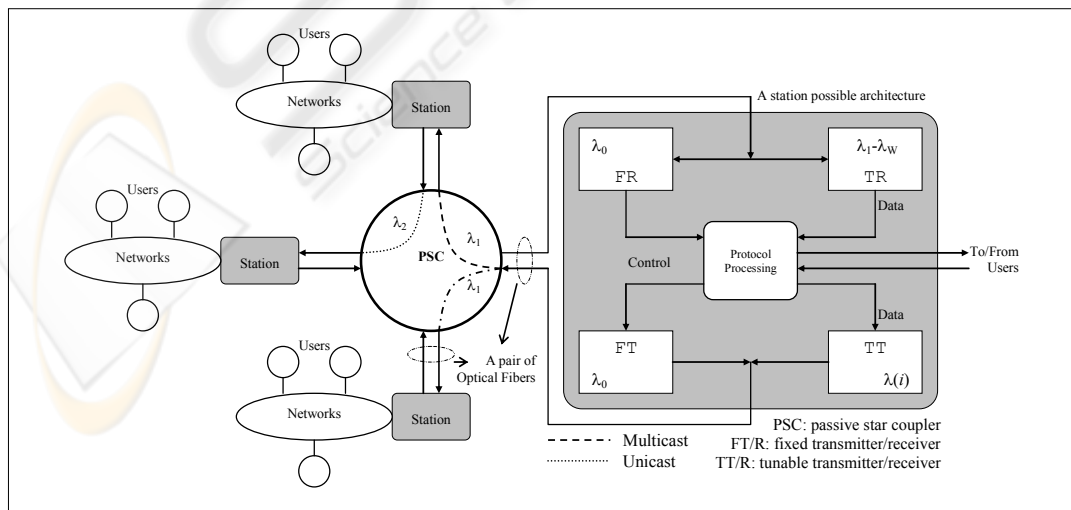 Users
Networks
Station
A station possible architecture
λ0
FR
λ1-λW
TR
Data
Users
Networks
Station
λ2
PSC
λ1
λ1
Control
Protocol
Processing
To/From
Users
Data
FT
λ0
TT
λ(i)
A pair of
Optical Fibers
Users
Networks
Station
Multicast
Unicast
PSC: passive star coupler
FT/R: fixed transmitter/receiver
TT/R: tunable transmitter/receiver